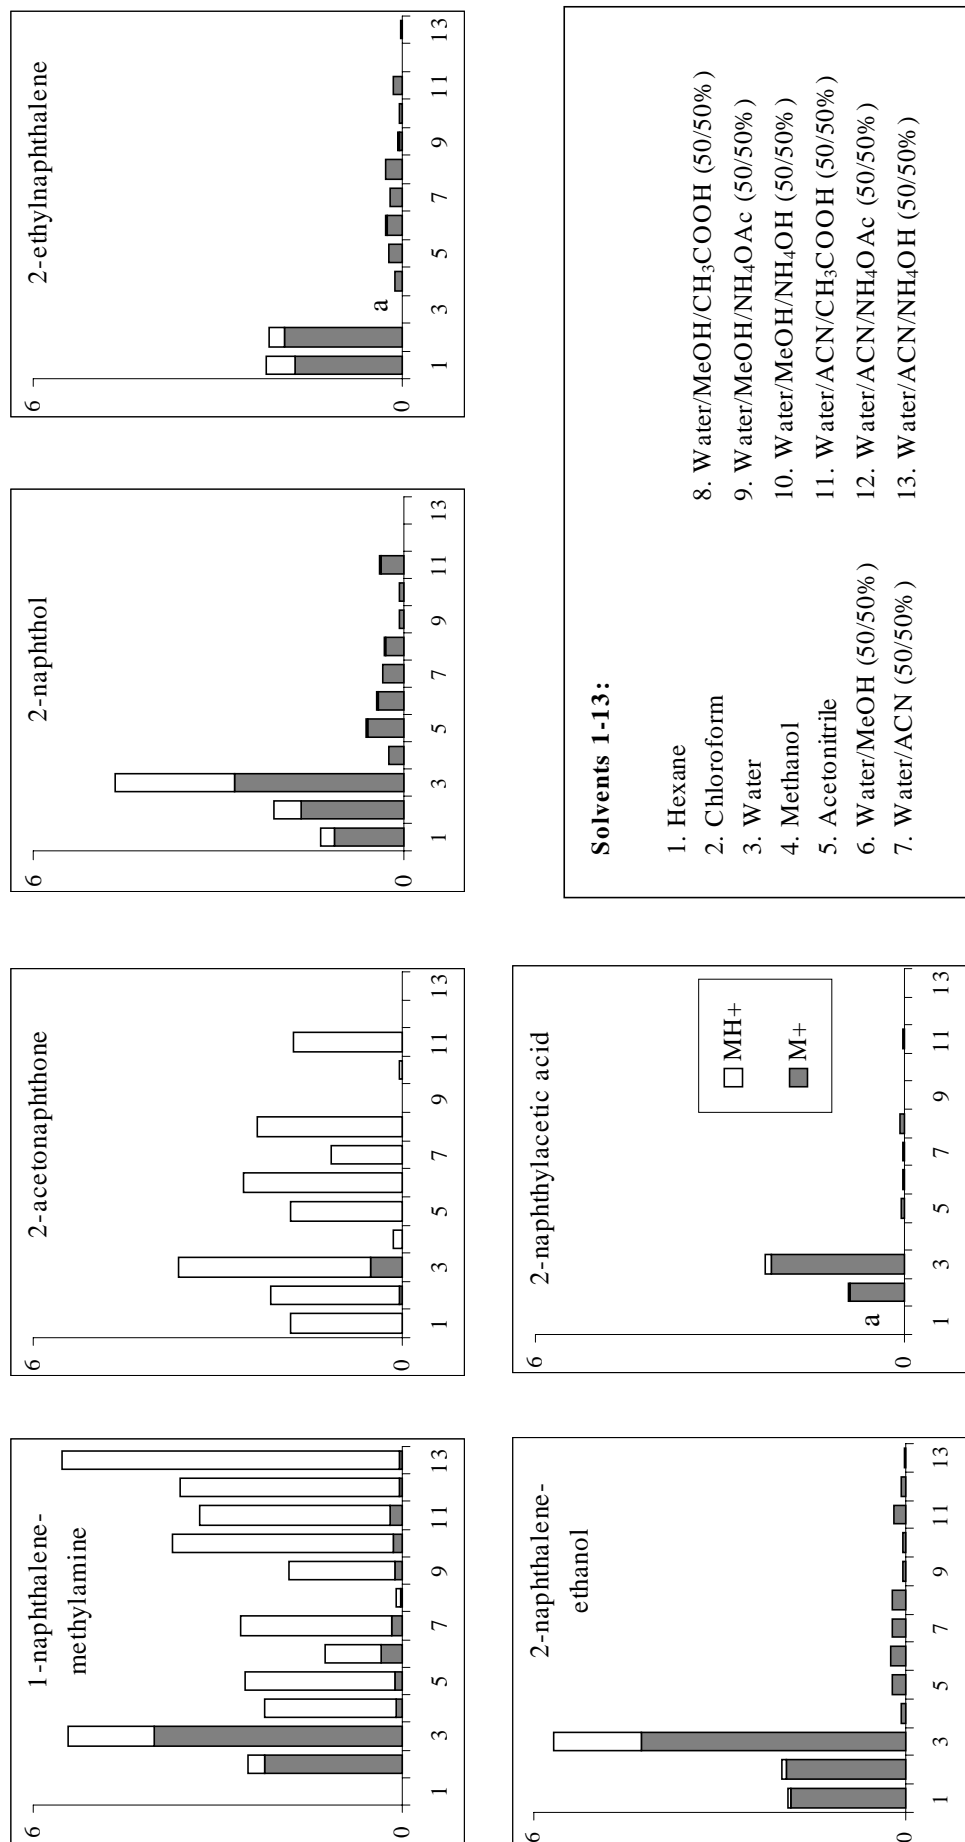 1-naphthalene-
methylamine
6
0
1 3 5 7 9 11 13
2-acetonaphthone
6
0
1 3 5 7 9 11 13
2-naphthol
6
0
1 3 5 7 9 11 13
2-ethylnaphthalene
6
0
a
1 3 5 7 9 11 13
2-naphthalene-
ethanol
6
0
1 3 5 7 9 11 13
2-naphthylacetic acid
6
0
a
MH+
M+
1 3 5 7 9 11 13
Solvents 1-13:
1. Hexane
2. Chloroform
3. Water
4. Methanol
5. Acetonitrile
6. Water/MeOH (50/50%)
7. Water/ACN (50/50%)
8. Water/MeOH/CH₃COOH (50/50%)
9. Water/MeOH/NH₄OAc (50/50%)
10. Water/MeOH/NH₄OH (50/50%)
11. Water/ACN/CH₃COOH (50/50%)
12. Water/ACN/NH₄OAc (50/50%)
13. Water/ACN/NH₄OH (50/50%)